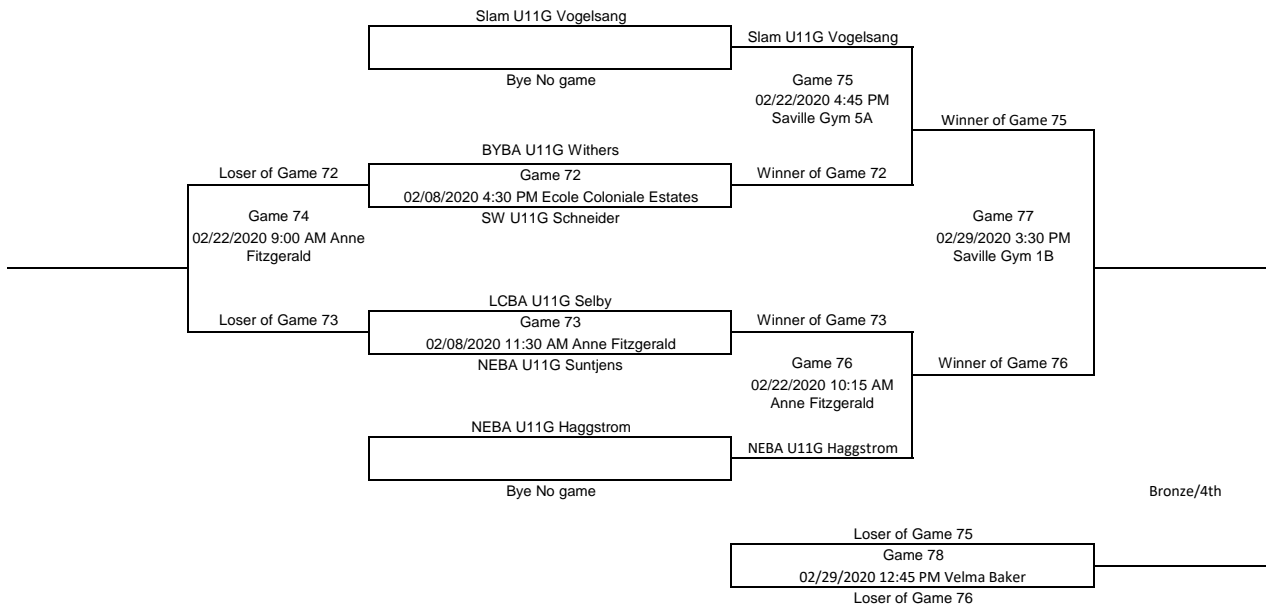 Slam U11G Vogelsang
Slam U11G Vogelsang
Bye No game
Game 75
02/22/2020 4:45 PM
Saville Gym 5A
Winner of Game 75
BYBA U11G Withers
Loser of Game 72
Game 72
Winner of Game 72
02/08/2020 4:30 PM Ecole Coloniale Estates
SW U11G Schneider
Game 74
02/22/2020 9:00 AM Anne
Fitzgerald
Game 77
02/29/2020 3:30 PM
Saville Gym 1B
LCBA U11G Selby
Loser of Game 73
Game 73
Winner of Game 73
02/08/2020 11:30 AM Anne Fitzgerald
NEBA U11G Suntjens
Game 76
02/22/2020 10:15 AM
Anne Fitzgerald
Winner of Game 76
NEBA U11G Haggstrom
NEBA U11G Haggstrom
Bye No game
Bronze/4th
Loser of Game 75
Game 78
02/29/2020 12:45 PM Velma Baker
Loser of Game 76